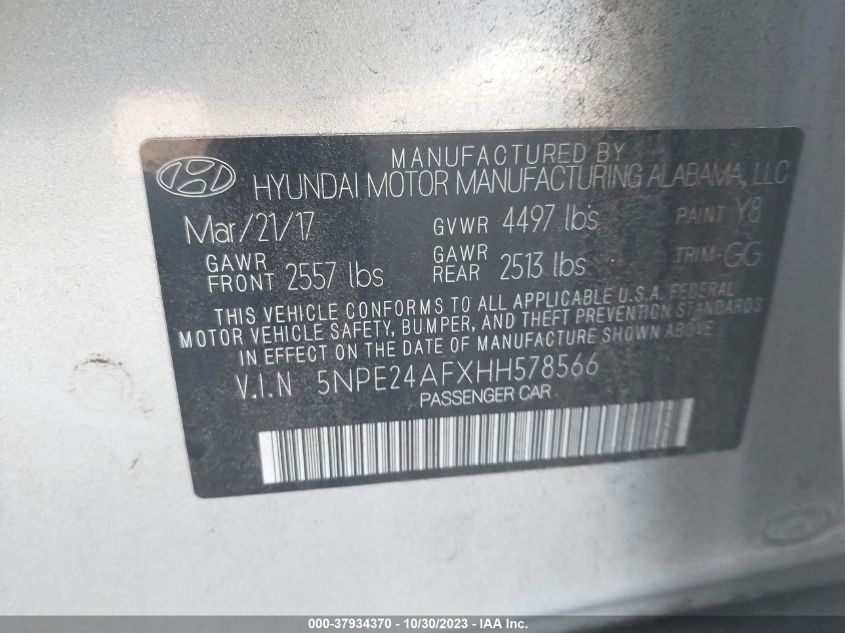 MANUFACTURED BY
HYUNDAI MOTOR MANUFACTURING ALABAMA, LLC
Mar/21/17 GVWR 4497 lbs PAINT Y8
GAWR FRONT 2557 lbs GAWR REAR 2513 lbs TRIM-GG
THIS VEHICLE CONFORMS TO ALL APPLICABLE U.S.A. FEDERAL
MOTOR VEHICLE SAFETY, BUMPER, AND THEFT PREVENTION STANDARDS
IN EFFECT ON THE DATE OF MANUFACTURE SHOWN ABOVE
V.I.N 5NPE24AFXHH578566
PASSENGER CAR
000-37934370 | 10/30/2023 | IAA, Inc.